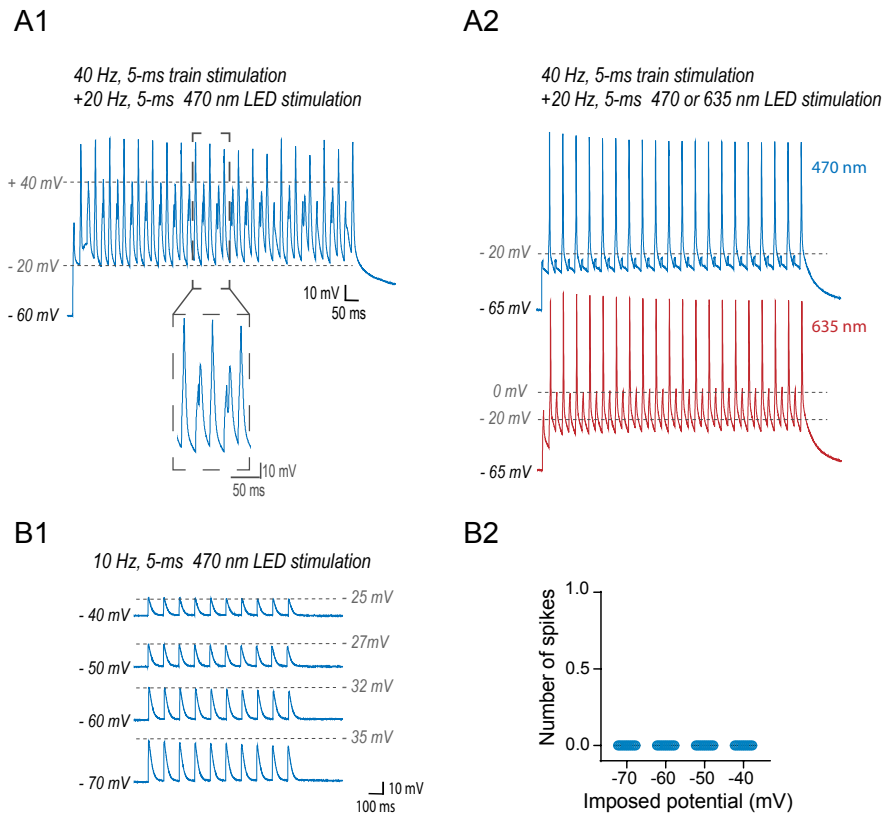 A1
40 Hz, 5-ms train stimulation
+20 Hz, 5-ms 470 nm LED stimulation
+ 40 mV
- 20 mV
- 60 mV
10 mV
50 ms
10 mV
50 ms
A2
40 Hz, 5-ms train stimulation
+20 Hz, 5-ms 470 or 635 nm LED stimulation
470 nm
- 20 mV
- 65 mV
635 nm
0 mV
- 20 mV
- 65 mV
B1
10 Hz, 5-ms 470 nm LED stimulation
25 mV
- 40 mV
27mV
- 50 mV
32 mV
- 60 mV
35 mV
- 70 mV
10 mV
100 ms
B2
Number of spikes
1.0
0.5
0.0
-70 -60 -50 -40
Imposed potential (mV)